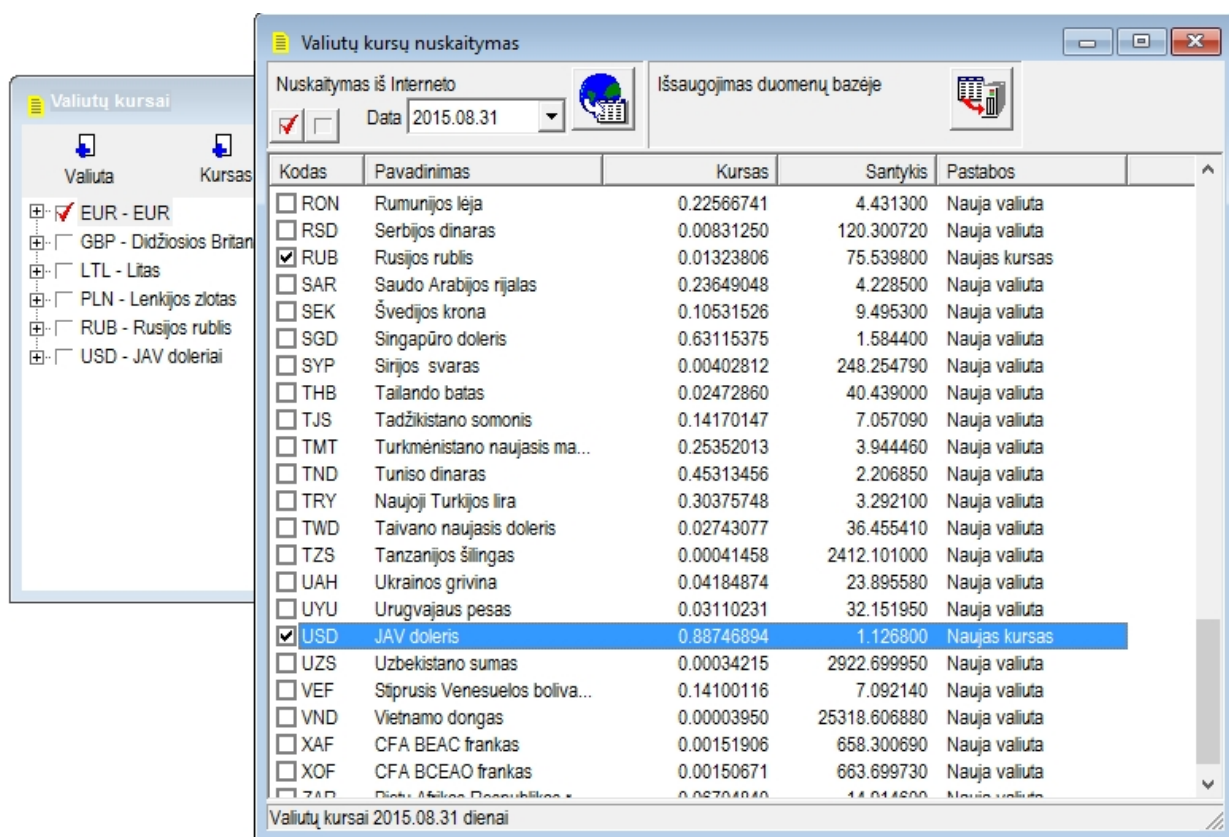 Valiutų kursai
Valiuta Kursas
EUR - EUR
GBP - Didžiosios Britan
LTL - Litas
PLN - Lenkijos zlotas
RUB - Rusijos rublis
USD - JAV doleriai
Valiutų kursų nuskaitymas
Nuskaitymas iš Interneto
Data 2015.08.31
Išsaugojimas duomenų bazėje
Kodas Pavadinimas Kursas Santykis Pastabos
RON Rumunijos lėja 0.22566741 4.431300 Nauja valiuta
RSD Serbijos dinaras 0.00831250 120.300720 Nauja valiuta
RUB Rusijos rublis 0.01323806 75.539800 Naujas kursas
SAR Saudo Arabijos rijalas 0.23649048 4.228500 Nauja valiuta
SEK Švedijos krona 0.10531526 9.495300 Nauja valiuta
SGD Singapūro doleris 0.63115375 1.584400 Nauja valiuta
SYP Sirijos svaras 0.00402812 248.254790 Nauja valiuta
THB Tailando batas 0.02472860 40.439000 Nauja valiuta
TJS Tadžikistano somonis 0.14170147 7.057090 Nauja valiuta
TMT Turkmėnistano naujasis ma... 0.25352013 3.944460 Nauja valiuta
TND Tuniso dinaras 0.45313456 2.206850 Nauja valiuta
TRY Naujoji Turkijos lira 0.30375748 3.292100 Nauja valiuta
TWD Taivano naujasis doleris 0.02743077 36.455410 Nauja valiuta
TZS Tanzanijos šilingas 0.00041458 2412.101000 Nauja valiuta
UAH Ukrainos grivina 0.04184874 23.895580 Nauja valiuta
UYU Urugvajaus pesas 0.03110231 32.151950 Nauja valiuta
USD JAV doleris 0.88746894 1.126800 Naujas kursas
UZS Uzbekistano sumas 0.00034215 2922.699950 Nauja valiuta
VEF Stiprusis Venesuelos boliva... 0.14100116 7.092140 Nauja valiuta
VND Vietnamo dongas 0.00003950 25318.606880 Nauja valiuta
XAF CFA BEAC frankas 0.00151906 658.300690 Nauja valiuta
XOF CFA BCEAO frankas 0.00150671 663.699730 Nauja valiuta
Valiutų kursai 2015.08.31 dienai